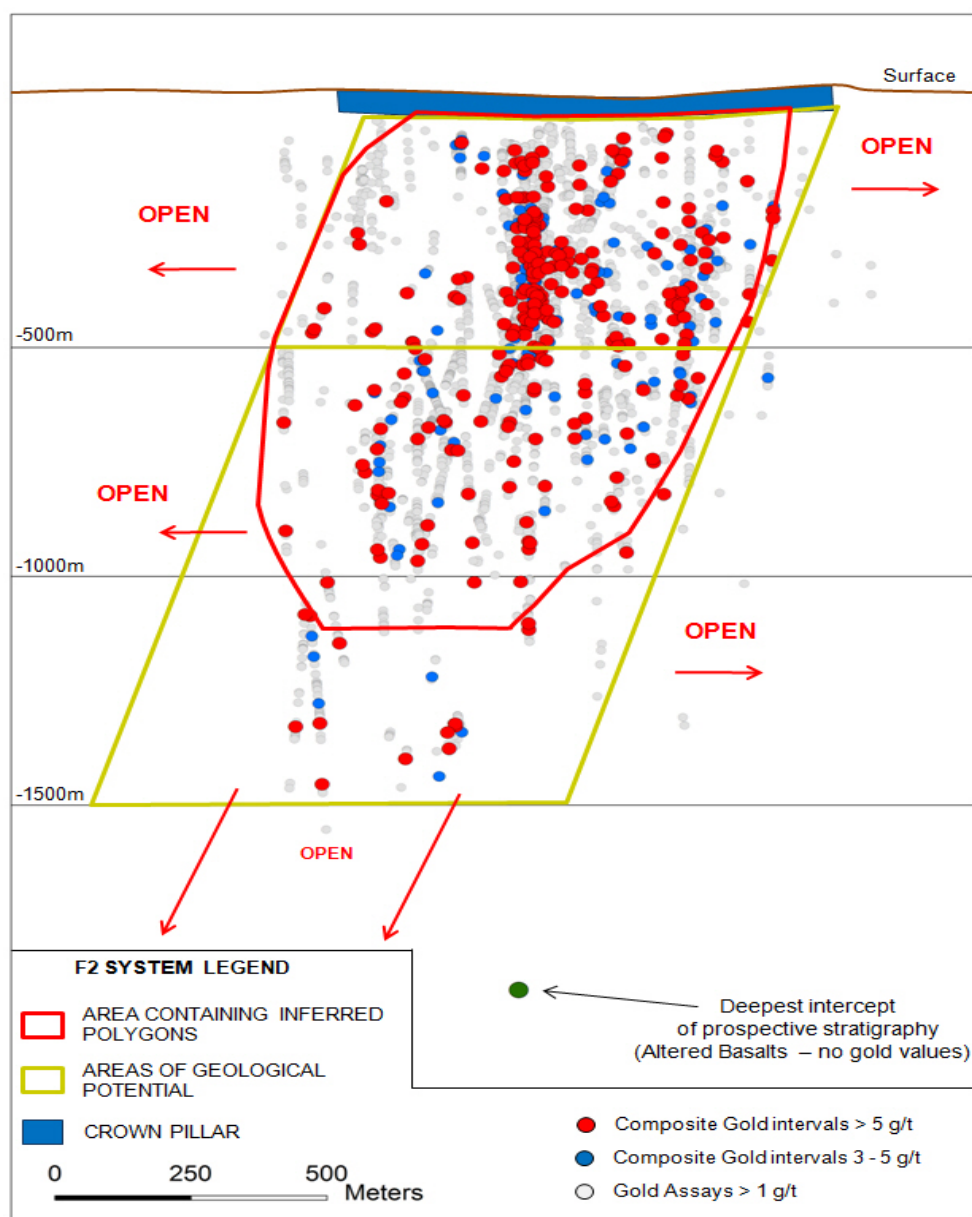 Surface
OPEN
OPEN
-500m
OPEN
-1000m
OPEN
-1500m
OPEN
F2 SYSTEM LEGEND
AREA CONTAINING INFERRED
POLYGONS
AREAS OF GEOLOGICAL
POTENTIAL
CROWN PILLAR
0 250 500
Meters
Deepest intercept
of prospective stratigraphy
(Altered Basalts – no gold values)
Composite Gold intervals > 5 g/t
Composite Gold intervals 3 - 5 g/t
Gold Assays > 1 g/t